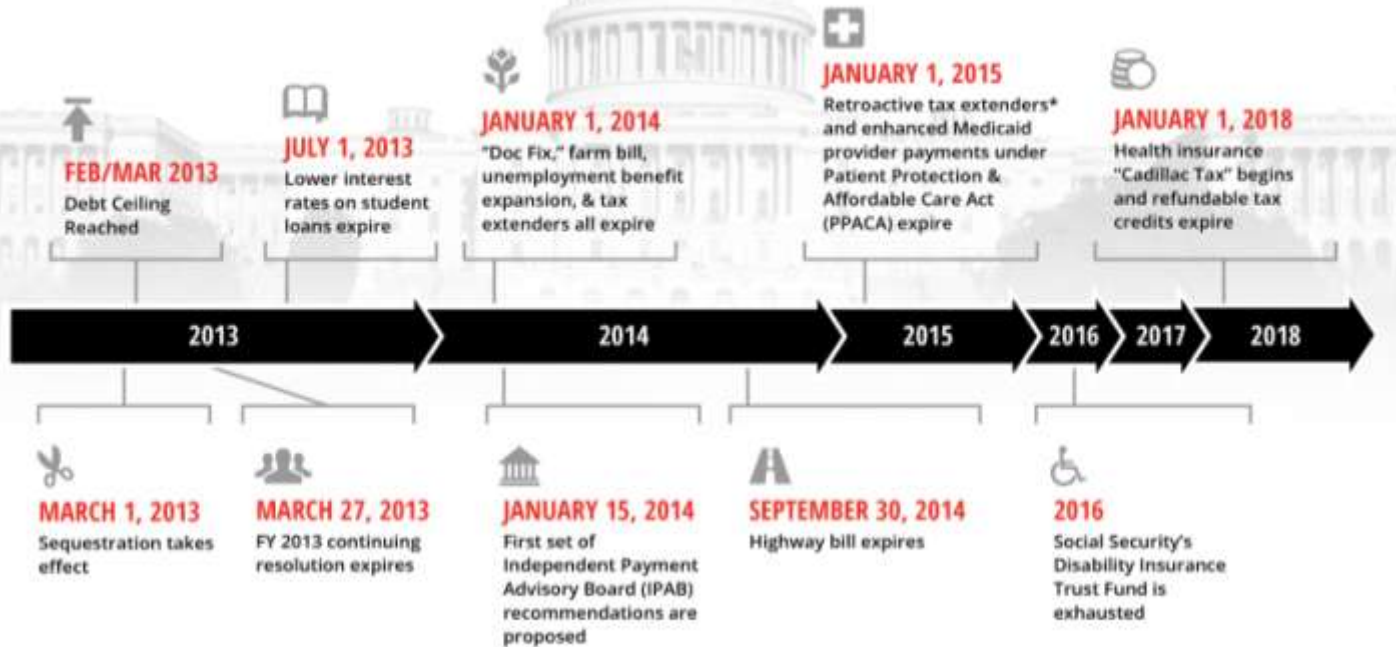 FEB/MAR 2013
Debt Ceiling
Reached
JULY 1, 2013
Lower interest
rates on student
loans expire
JANUARY 1, 2014
"Doc Fix," farm bill,
unemployment benefit
expansion, & tax
extenders all expire
JANUARY 1, 2015
Retroactive tax extenders*
and enhanced Medicaid
provider payments under
Patient Protection &
Affordable Care Act
(PPACA) expire
JANUARY 1, 2018
Health insurance
"Cadillac Tax" begins
and refundable tax
credits expire
2013
2014
2015
2016
2017
2018
MARCH 1, 2013
Sequestration takes
effect
MARCH 27, 2013
FY 2013 continuing
resolution expires
JANUARY 15, 2014
First set of
Independent Payment
Advisory Board (IPAB)
recommendations are
proposed
SEPTEMBER 30, 2014
Highway bill expires
2016
Social Security's
Disability Insurance
Trust Fund is
exhausted